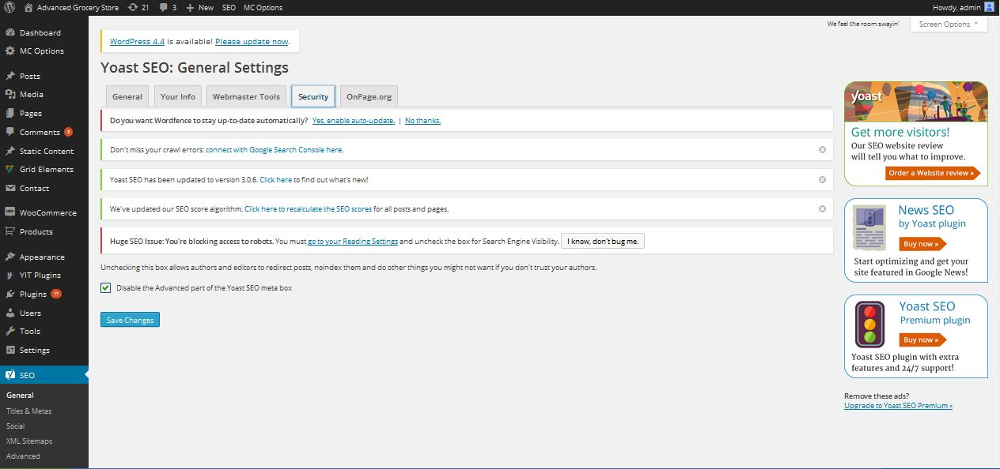 Advanced Grocery Store 21 3 New SEO MC Options Howdy, admin
Dashboard
MC Options
Posts
Media
Pages
Comments 3
Static Content
Grid Elements
Contact
WooCommerce
Products
Appearance
YIT Plugins
Plugins 17
Users
Tools
Settings
SEO
General
Titles & Metas
Social
XML Sitemaps
Advanced
We feel the room swayin'
Screen Options
WordPress 4.4 is available! Please update now.
Yoast SEO: General Settings
General Your Info Webmaster Tools Security OnPage.org
Do you want Wordfence to stay up-to-date automatically? Yes, enable auto-update. | No thanks.
Don't miss your crawl errors: connect with Google Search Console here.
Yoast SEO has been updated to version 3.0.6. Click here to find out what's new!
We've updated our SEO score algorithm. Click here to recalculate the SEO scores for all posts and pages.
Huge SEO Issue: You're blocking access to robots. You must go to your Reading Settings and uncheck the box for Search Engine Visibility. I know, don't bug me.
Unchecking this box allows authors and editors to redirect posts, noindex them and do other things you might not want if you don't trust your authors.
Disable the Advanced part of the Yoast SEO meta box
Save Changes
yoast
Get more visitors!
Our SEO website review
will tell you what to improve.
Order a Website review »
News SEO
by Yoast plugin
Buy now »
Start optimizing and get your
site featured in Google News!
Yoast SEO
Premium plugin
Buy now »
Yoast SEO plugin with extra
features and 24/7 support!
Remove these ads?
Upgrade to Yoast SEO Premium »